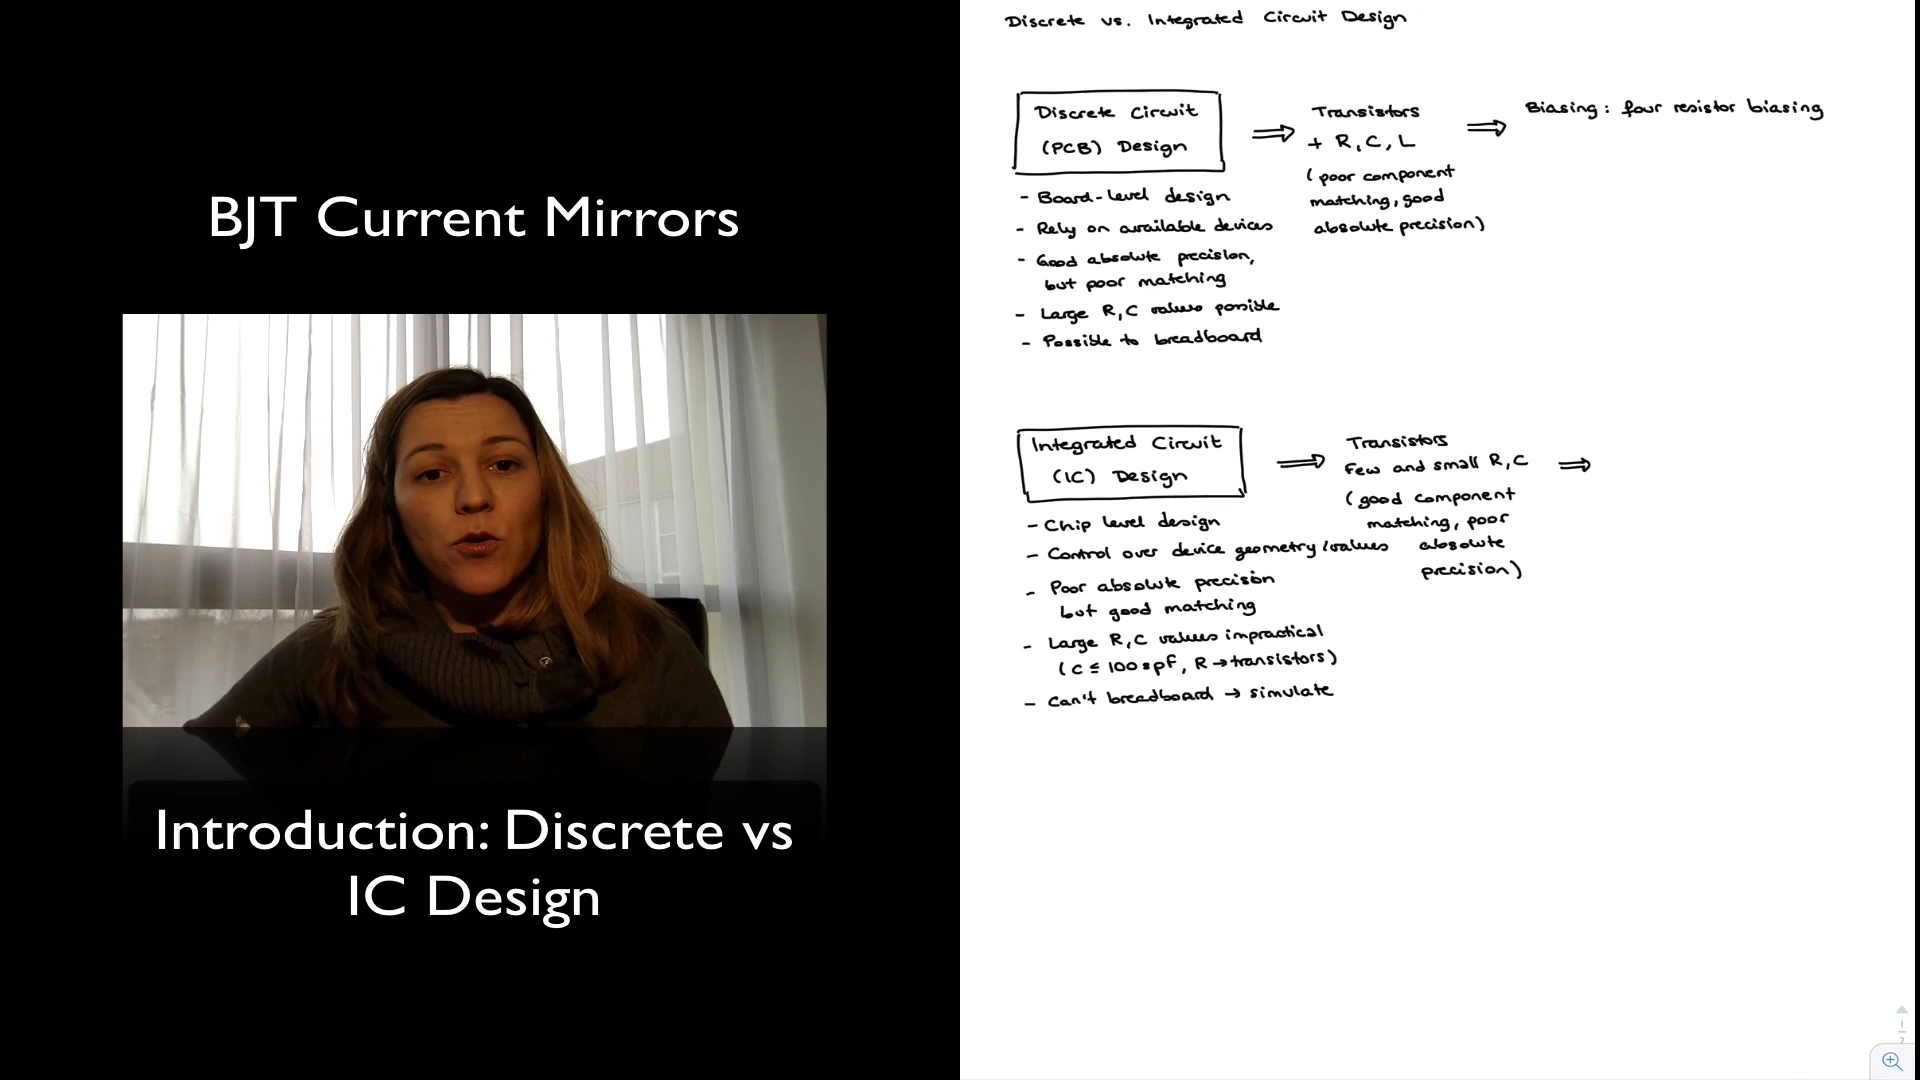 BJT Current Mirrors
Introduction: Discrete vs
IC Design
Discrete vs. Integrated Circuit Design
Discrete Circuit
(PCB) Design
- Board-level design
- Rely on available devices
- Good absolute precision,
but poor matching
- Large R,C values possible
- Possible to breadboard
Transistors
+ R, C, L
(poor component
matching, good
absolute precision)
Biasing: four resistor biasing
Integrated Circuit
(IC) Design
- Chip level design
- Control over device geometry/values
- Poor absolute precision
but good matching
- Large R,C values impractical
- Can't breadboard → simulate
Transistors
Few and small R, C
(good component
matching, poor
absolute
precision)
1
2